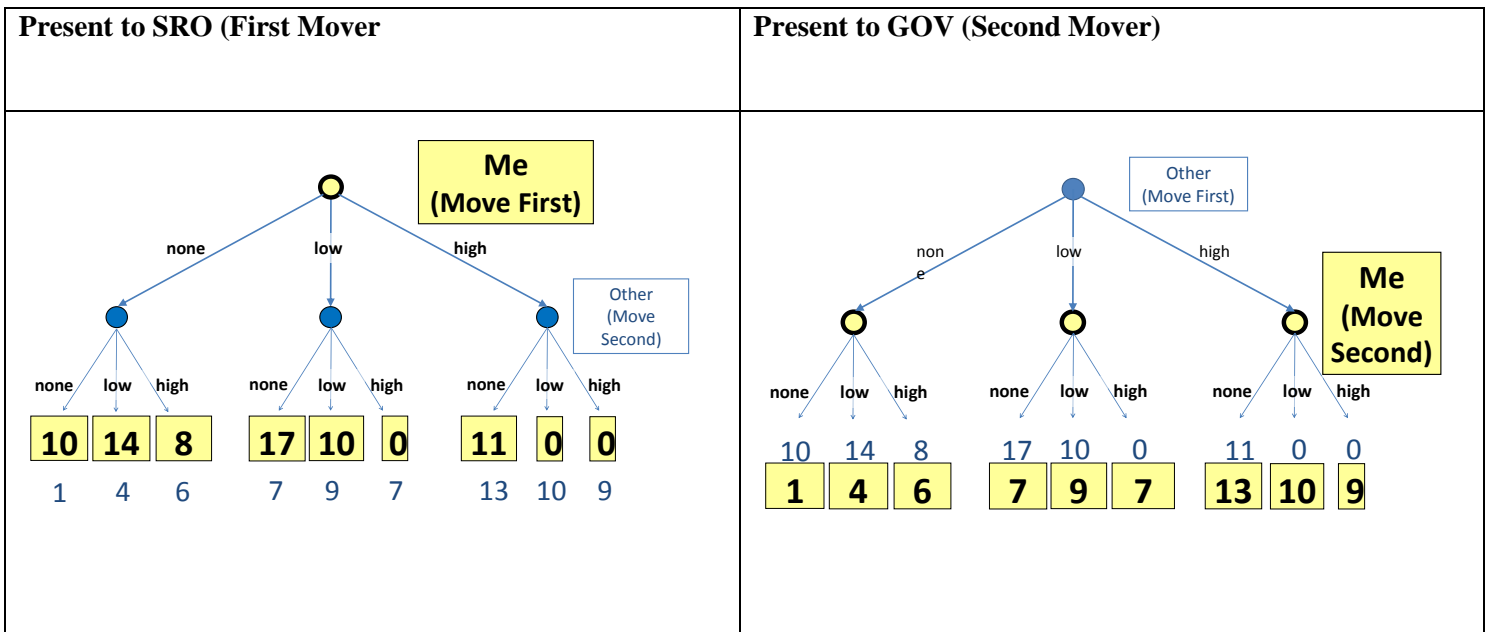 Present to SRO (First Mover
Present to GOV (Second Mover)
Me
(Move First)
none low high
Other
(Move
Second)
none low high none low high none low high
10 14 8 17 10 0 11 0 0
1 4 6 7 9 7 13 10 9
Other
(Move First)
non
e
low high
Me
(Move
Second)
none low high none low high none low high
10 14 8 17 10 0 11 0 0
1 4 6 7 9 7 13 10 9